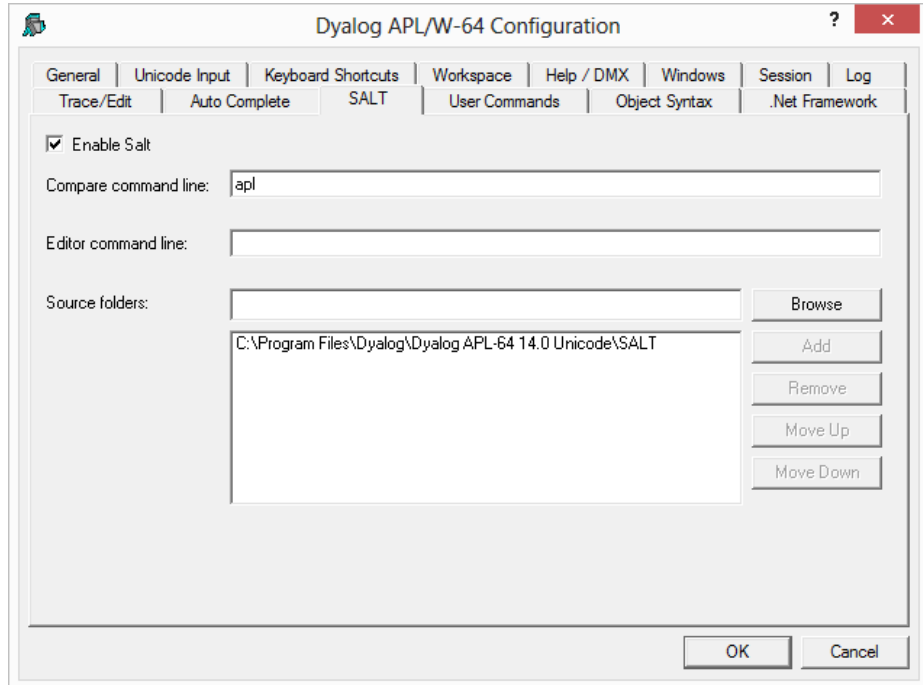 Dyalog APL/W-64 Configuration ? ×
General Unicode Input Keyboard Shortcuts Workspace Help / DMX Windows Session Log
Trace/Edit Auto Complete SALT User Commands Object Syntax .Net Framework
Enable Salt
Compare command line: apl
Editor command line:
Source folders: Browse
C:\Program Files\Dyalog\Dyalog APL-64 14.0 Unicode\SALT Add
Remove
Move Up
Move Down
OK Cancel